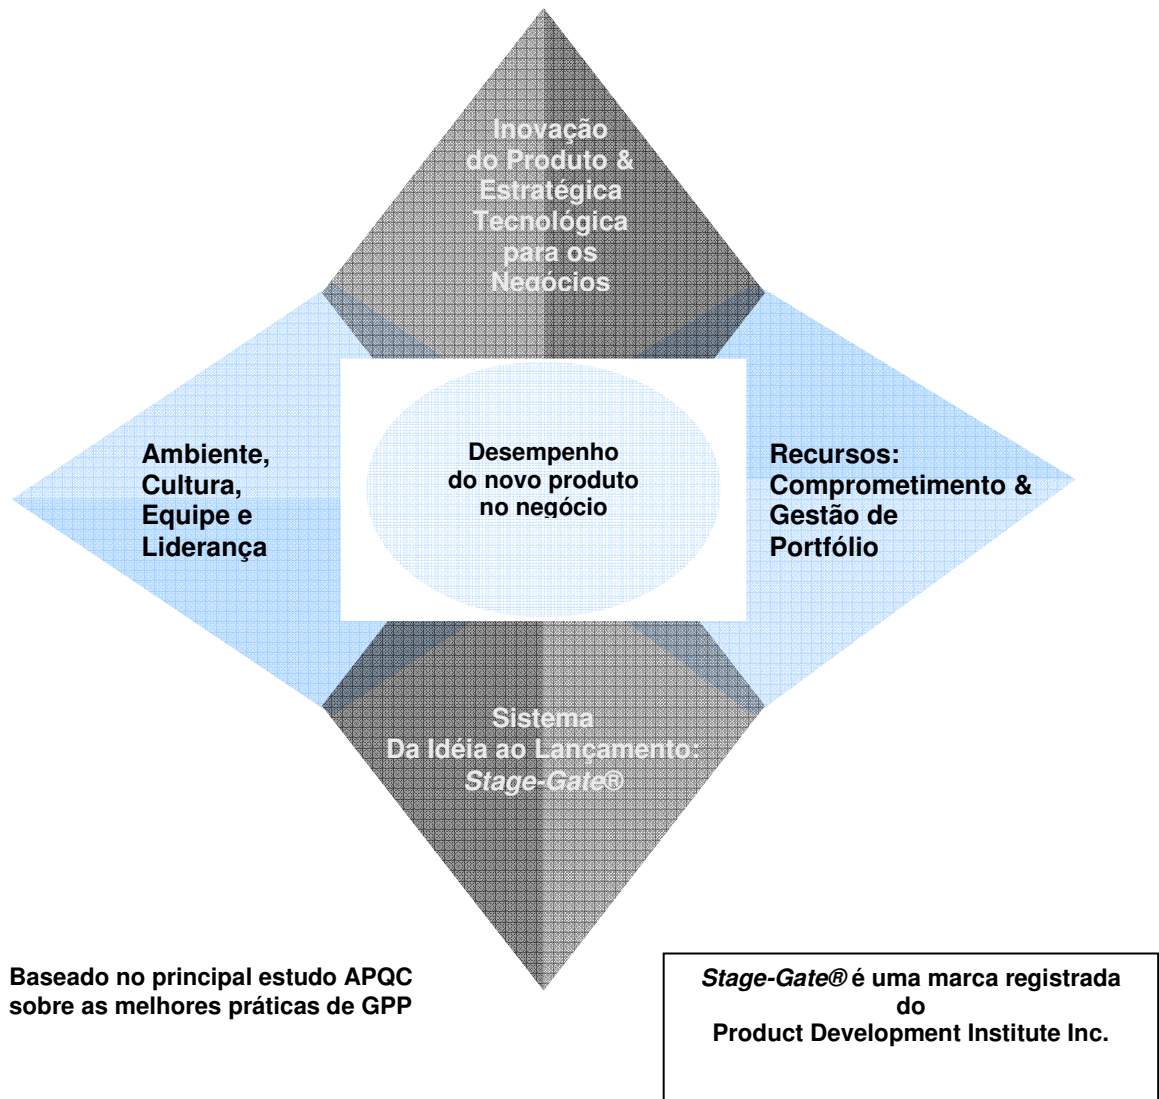 Inovação
do Produto &
Estratégica
Tecnológica
para os
Negócios
Ambiente,
Cultura,
Equipe e
Liderança
Desempenho
do novo produto
no negócio
Recursos:
Comprometimento &
Gestão de
Portfólio
Sistema
Da Idéia ao Lançamento:
Stage-Gate®
Baseado no principal estudo APQC
sobre as melhores práticas de GPP
Stage-Gate® é uma marca registrada
do
Product Development Institute Inc.